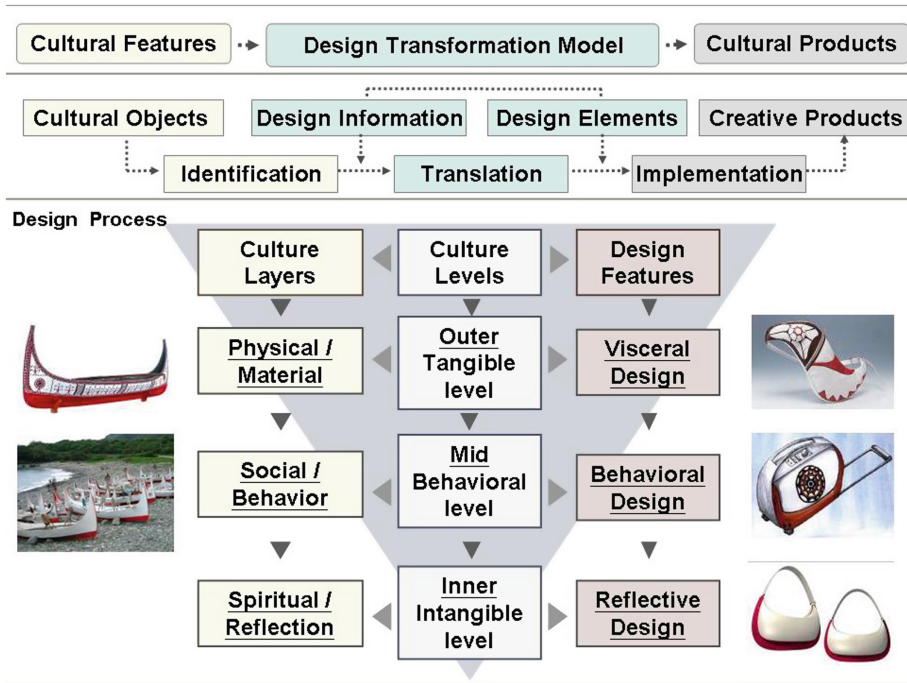 Cultural Features
Design Transformation Model
Cultural Products
Cultural Objects
Design Information
Design Elements
Creative Products
Identification
Translation
Implementation
Design Process
Culture
Layers
Culture
Levels
Design
Features
Physical /
Material
Outer
Tangible
level
Visceral
Design
Social /
Behavior
Mid
Behavioral
level
Behavioral
Design
Spiritual /
Reflection
Inner
Intangible
level
Reflective
Design